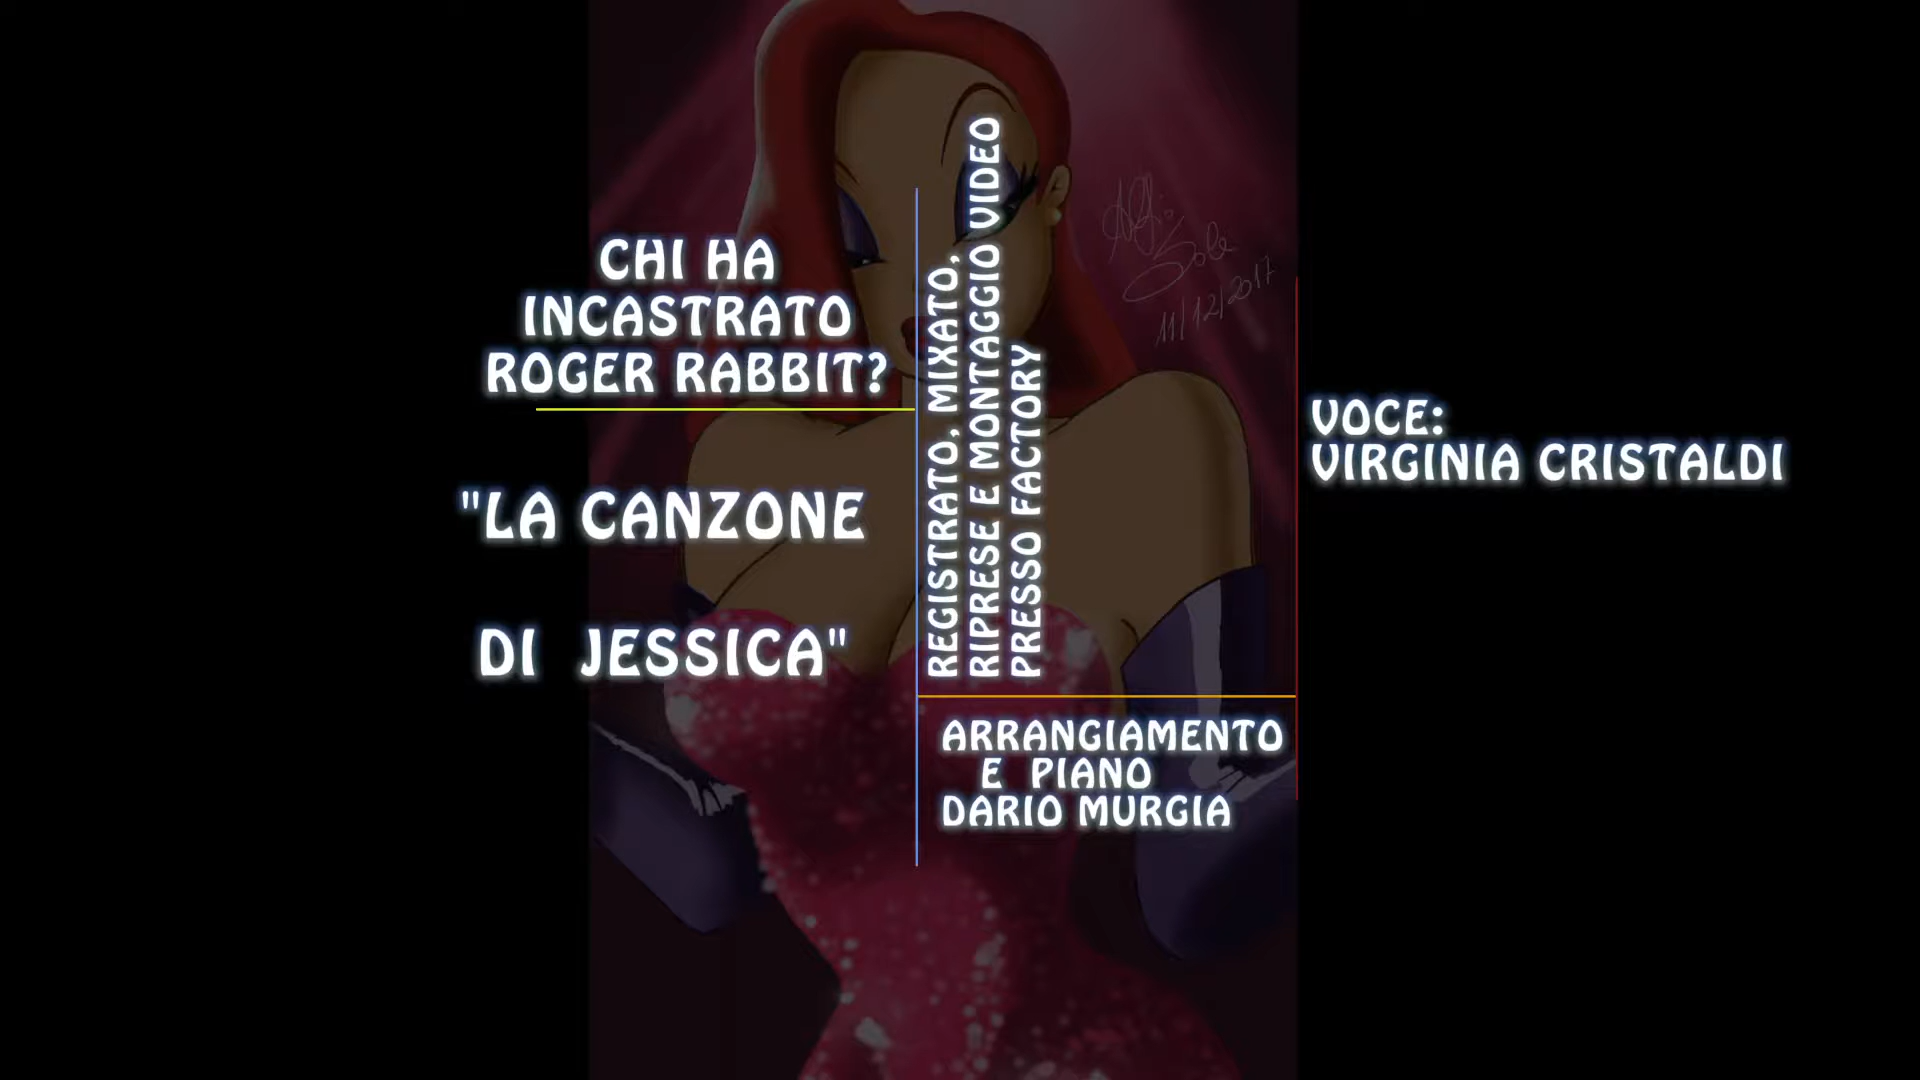 CHI HA
INCASTRATO
ROGER RABBIT?
"LA CANZONE
DI JESSICA"
REGISTRATO, MIXATO,
RIPRESE E MONTAGGIO VIDEO
PRESSO FACTORY
ARRANGIAMENTO
E PIANO
DARIO MURGIA
VOCE:
VIRGINIA CRISTALDI
11/12/2017